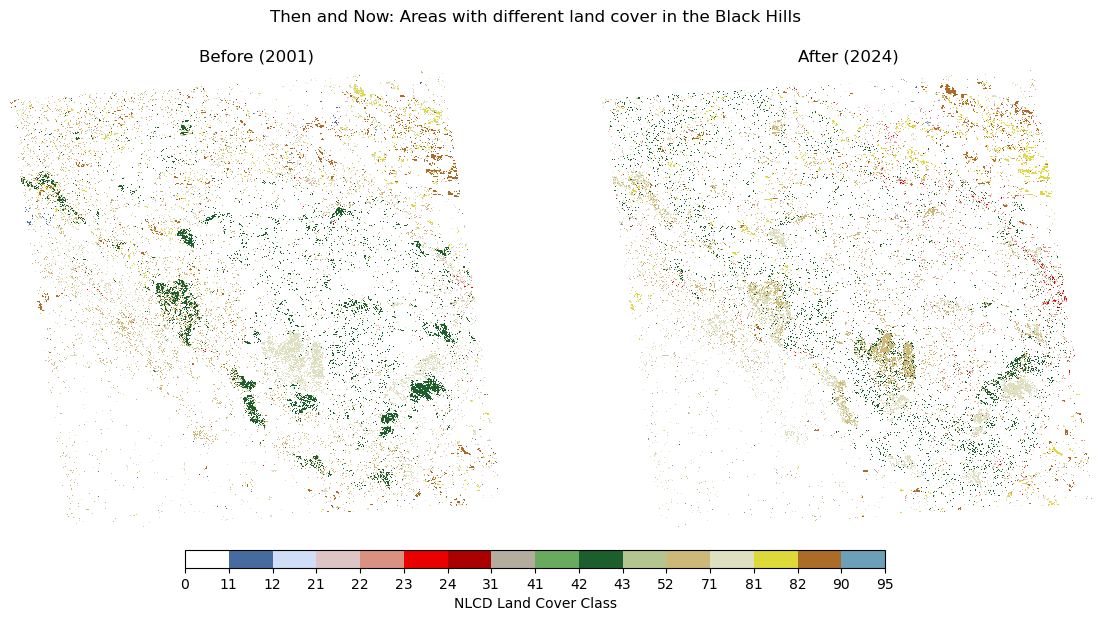 Then and Now: Areas with different land cover in the Black Hills
Before (2001)
After (2024)
0 11 12 21 22 23 24 31 41 42 43 52 71 81 82 90 95
NLCD Land Cover Class